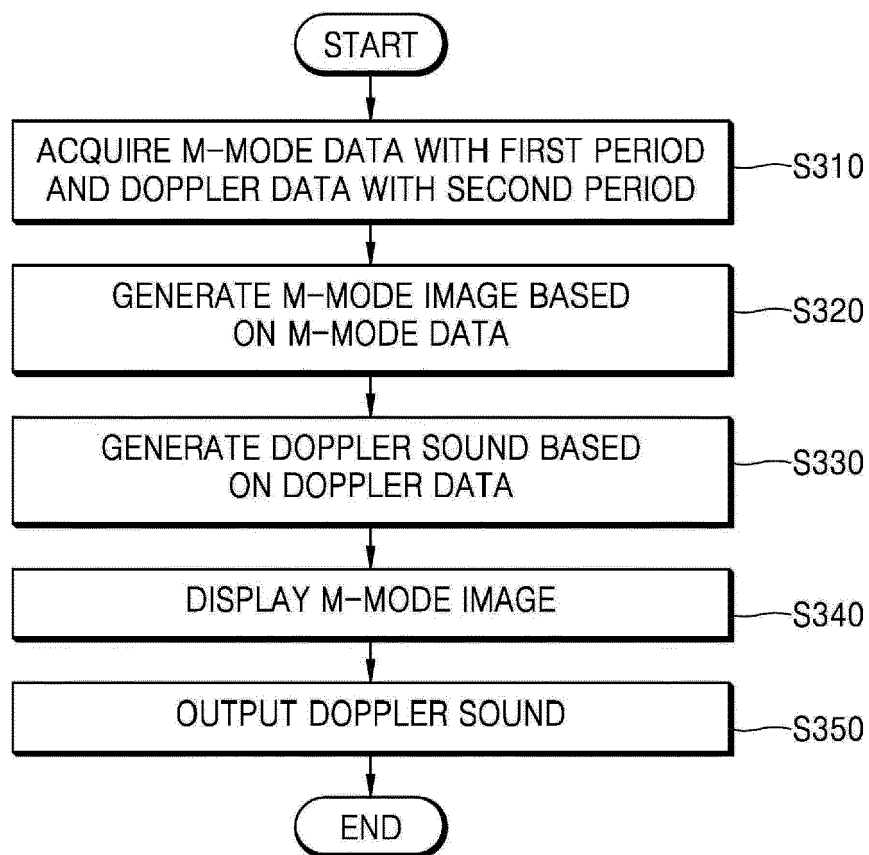 START
ACQUIRE M-MODE DATA WITH FIRST PERIOD
AND DOPPLER DATA WITH SECOND PERIOD
S310
GENERATE M-MODE IMAGE BASED
ON M-MODE DATA
S320
GENERATE DOPPLER SOUND BASED
ON DOPPLER DATA
S330
DISPLAY M-MODE IMAGE
S340
OUTPUT DOPPLER SOUND
S350
END